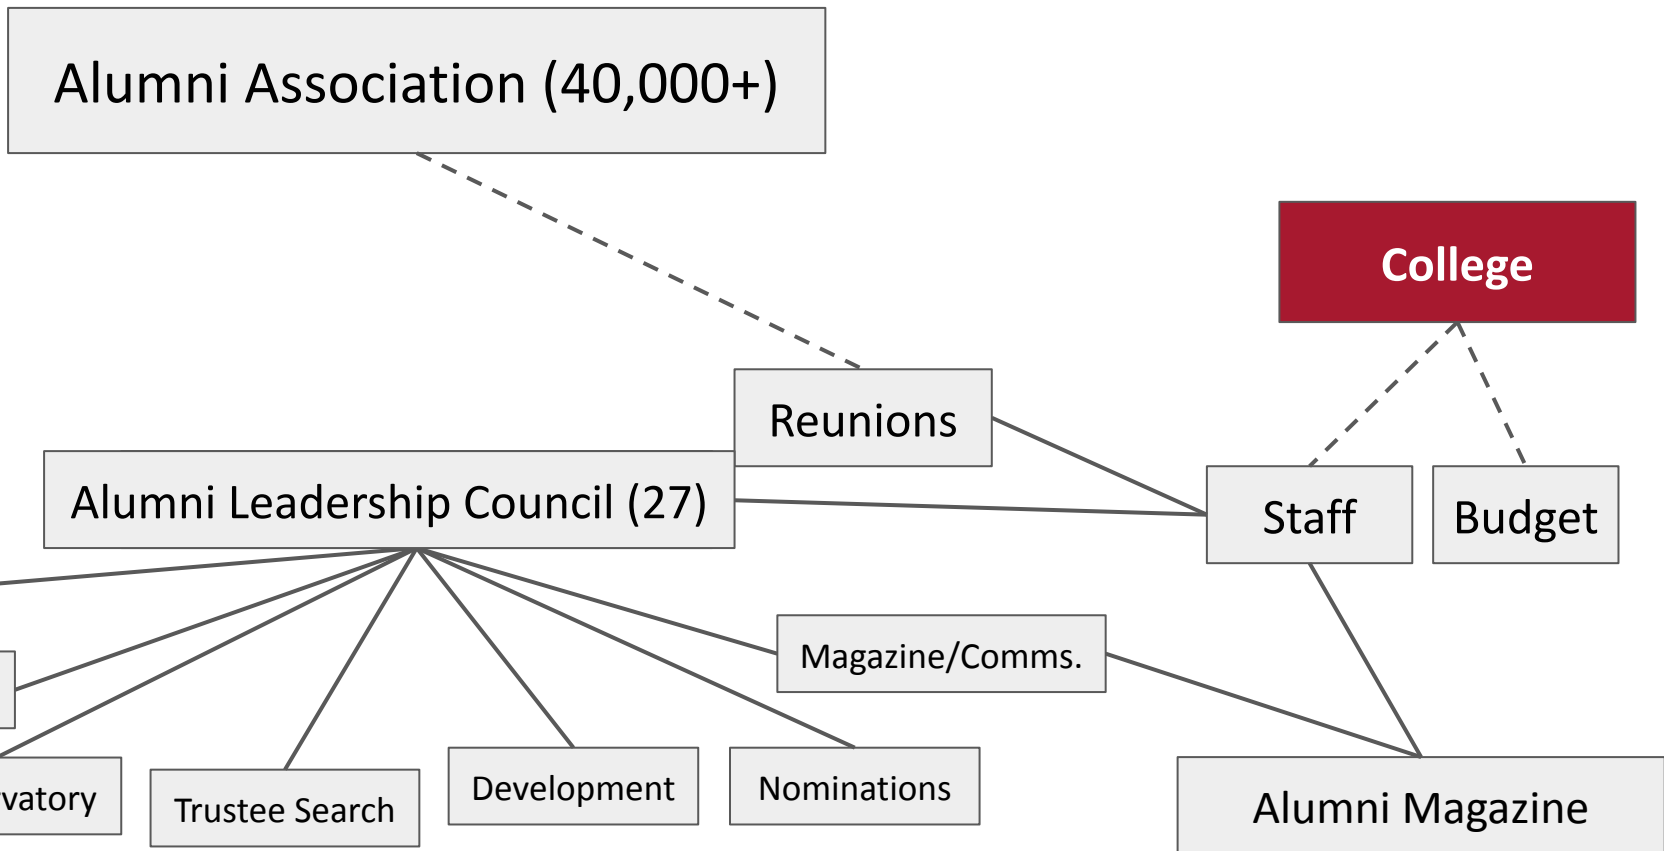 Alumni Association (40,000+)
College
Reunions
Alumni Leadership Council (27)
Staff
Budget
Magazine/Comms.
vatory
Trustee Search
Development
Nominations
Alumni Magazine